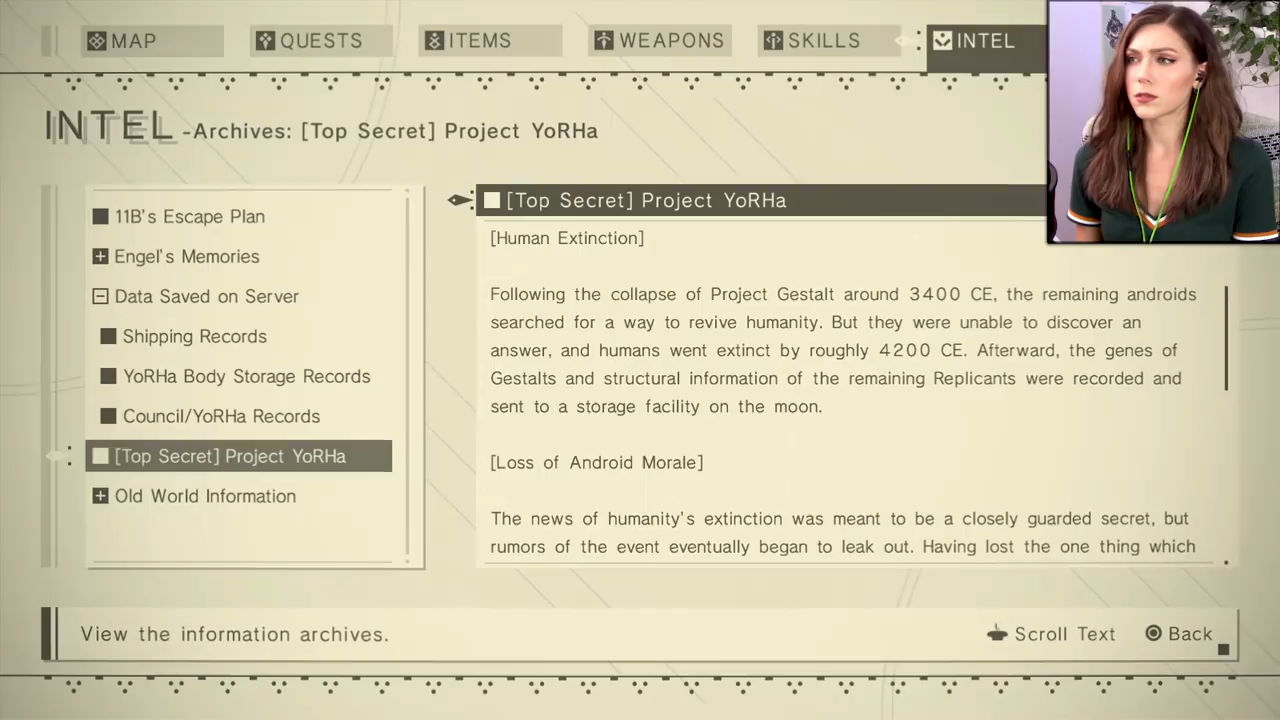 MAP
QUESTS
ITEMS
WEAPONS
SKILLS
INTEL
INTEL -Archives: [Top Secret] Project YoRHa
11B's Escape Plan
Engel's Memories
Data Saved on Server
Shipping Records
YoRHa Body Storage Records
Council/YoRHa Records
[Top Secret] Project YoRHa
Old World Information
[Top Secret] Project YoRHa
[Human Extinction]
Following the collapse of Project Gestalt around 3400 CE, the remaining androids
searched for a way to revive humanity. But they were unable to discover an
answer, and humans went extinct by roughly 4200 CE. Afterward, the genes of
Gestalts and structural information of the remaining Replicants were recorded and
sent to a storage facility on the moon.
[Loss of Android Morale]
The news of humanity's extinction was meant to be a closely guarded secret, but
rumors of the event eventually began to leak out. Having lost the one thing which
View the information archives.
Scroll Text
Back